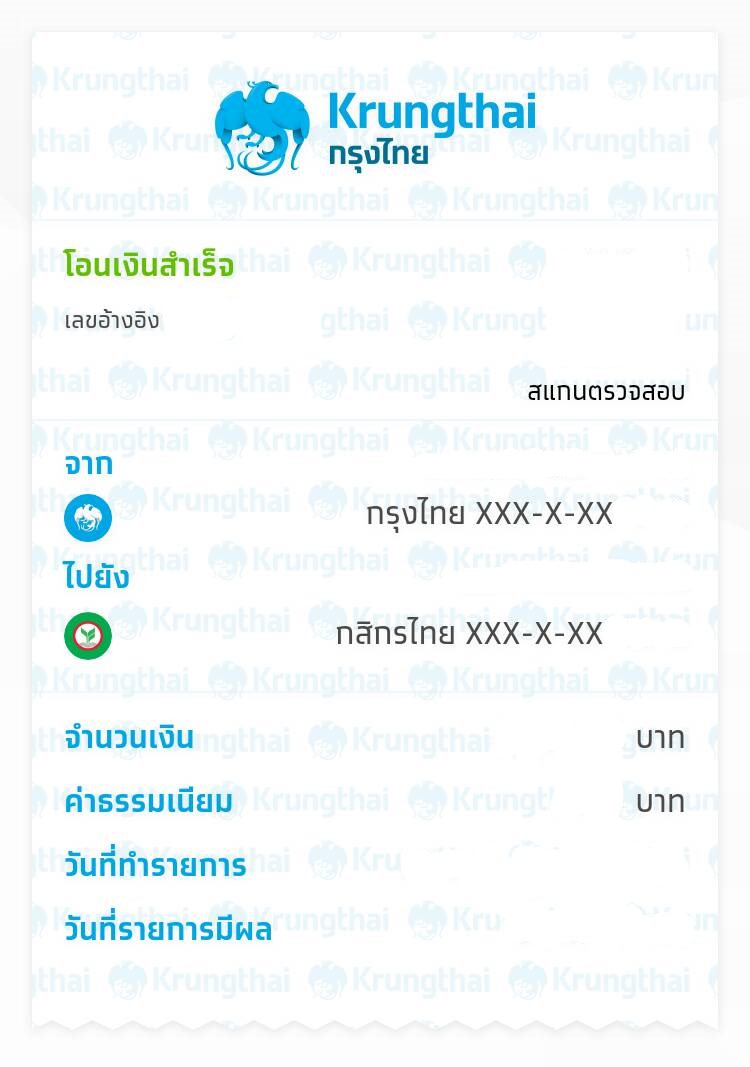 Krungthai
กรุงไทย
โอนเงินสำเร็จ
เลขอ้างอิง
สแกนตรวจสอบ
จาก
กรุงไทย XXX-X-XX
ไปยัง
กสิกรไทย XXX-X-XX
จำนวนเงิน บาท
ค่าธรรมเนียม บาท
วันที่ทำรายการ
วันที่รายการมีผล